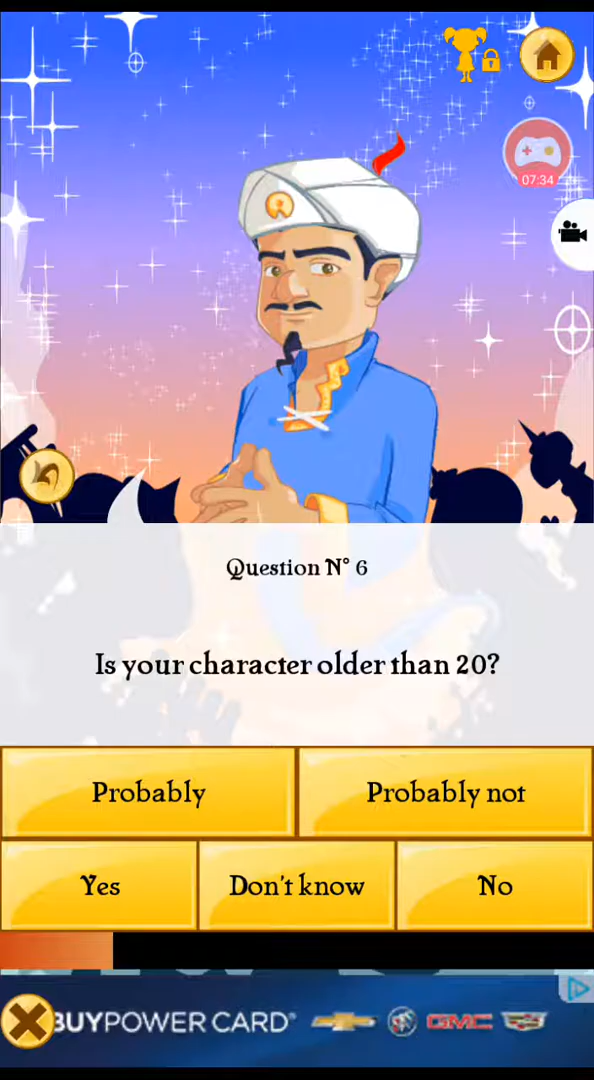 07:34
Question N° 6
Is your character older than 20?
Probably
Probably not
Yes
Don't know
No
BUYPOWER CARD®
GMC